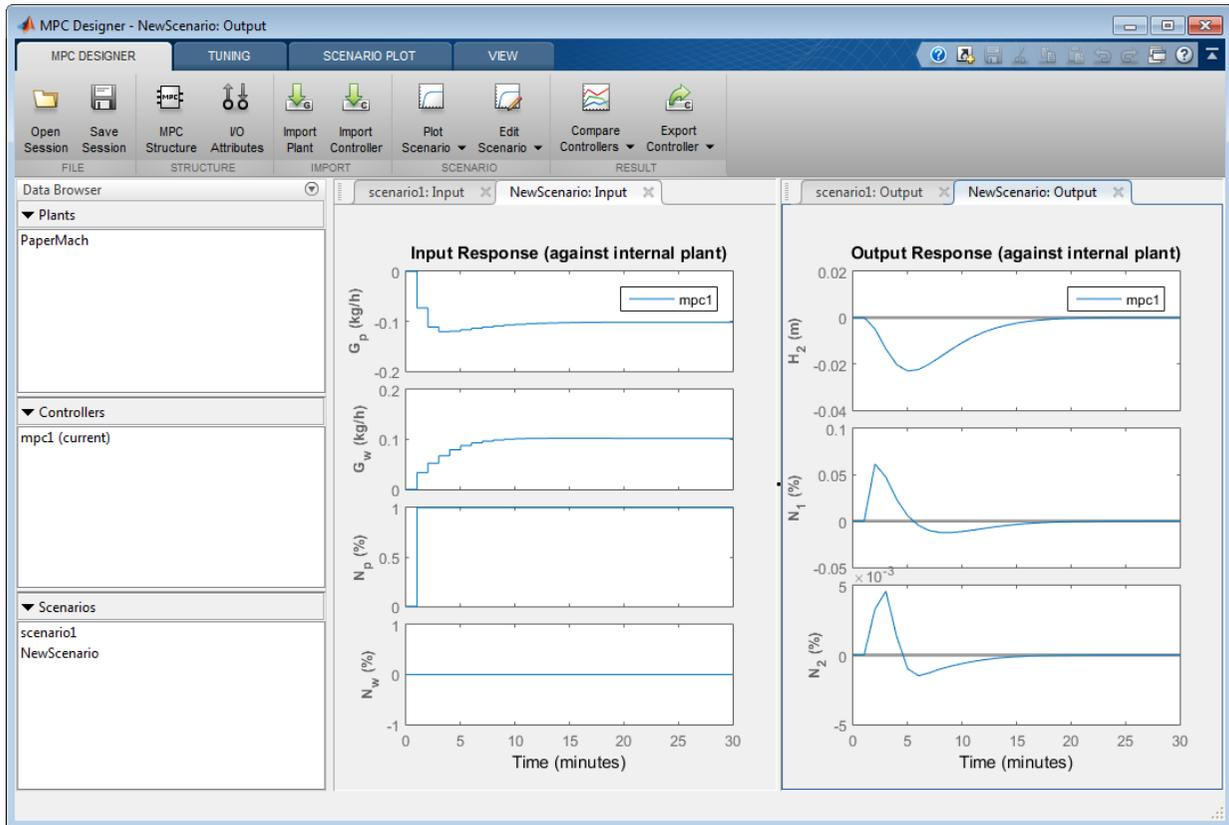 MPC Designer - NewScenario: Output
MPC DESIGNER TUNING SCENARIO PLOT VIEW
Open Session
Save Session
MPC Structure
I/O Attributes
Import Plant
Import Controller
Plot Scenario
Edit Scenario
Compare Controllers
Export Controller
FILE STRUCTURE IMPORT SCENARIO RESULT
Data Browser
Plants
PaperMach
Controllers
mpc1 (current)
Scenarios
scenario1
NewScenario
scenario1: Input NewScenario: Input
Input Response (against internal plant)
mpc1
G_p (kg/h)
0
-0.1
-0.2
G_w (kg/h)
0.2
0.1
0
N_p (%)
1
0.5
0
N_w (%)
1
0
-1
0 5 10 15 20 25 30
Time (minutes)
scenario1: Output NewScenario: Output
Output Response (against internal plant)
mpc1
H_2 (m)
0.02
0
-0.02
-0.04
N_1 (%)
0.1
0.05
0
-0.05
×10^-3
N_2 (%)
5
0
-5
0 5 10 15 20 25 30
Time (minutes)